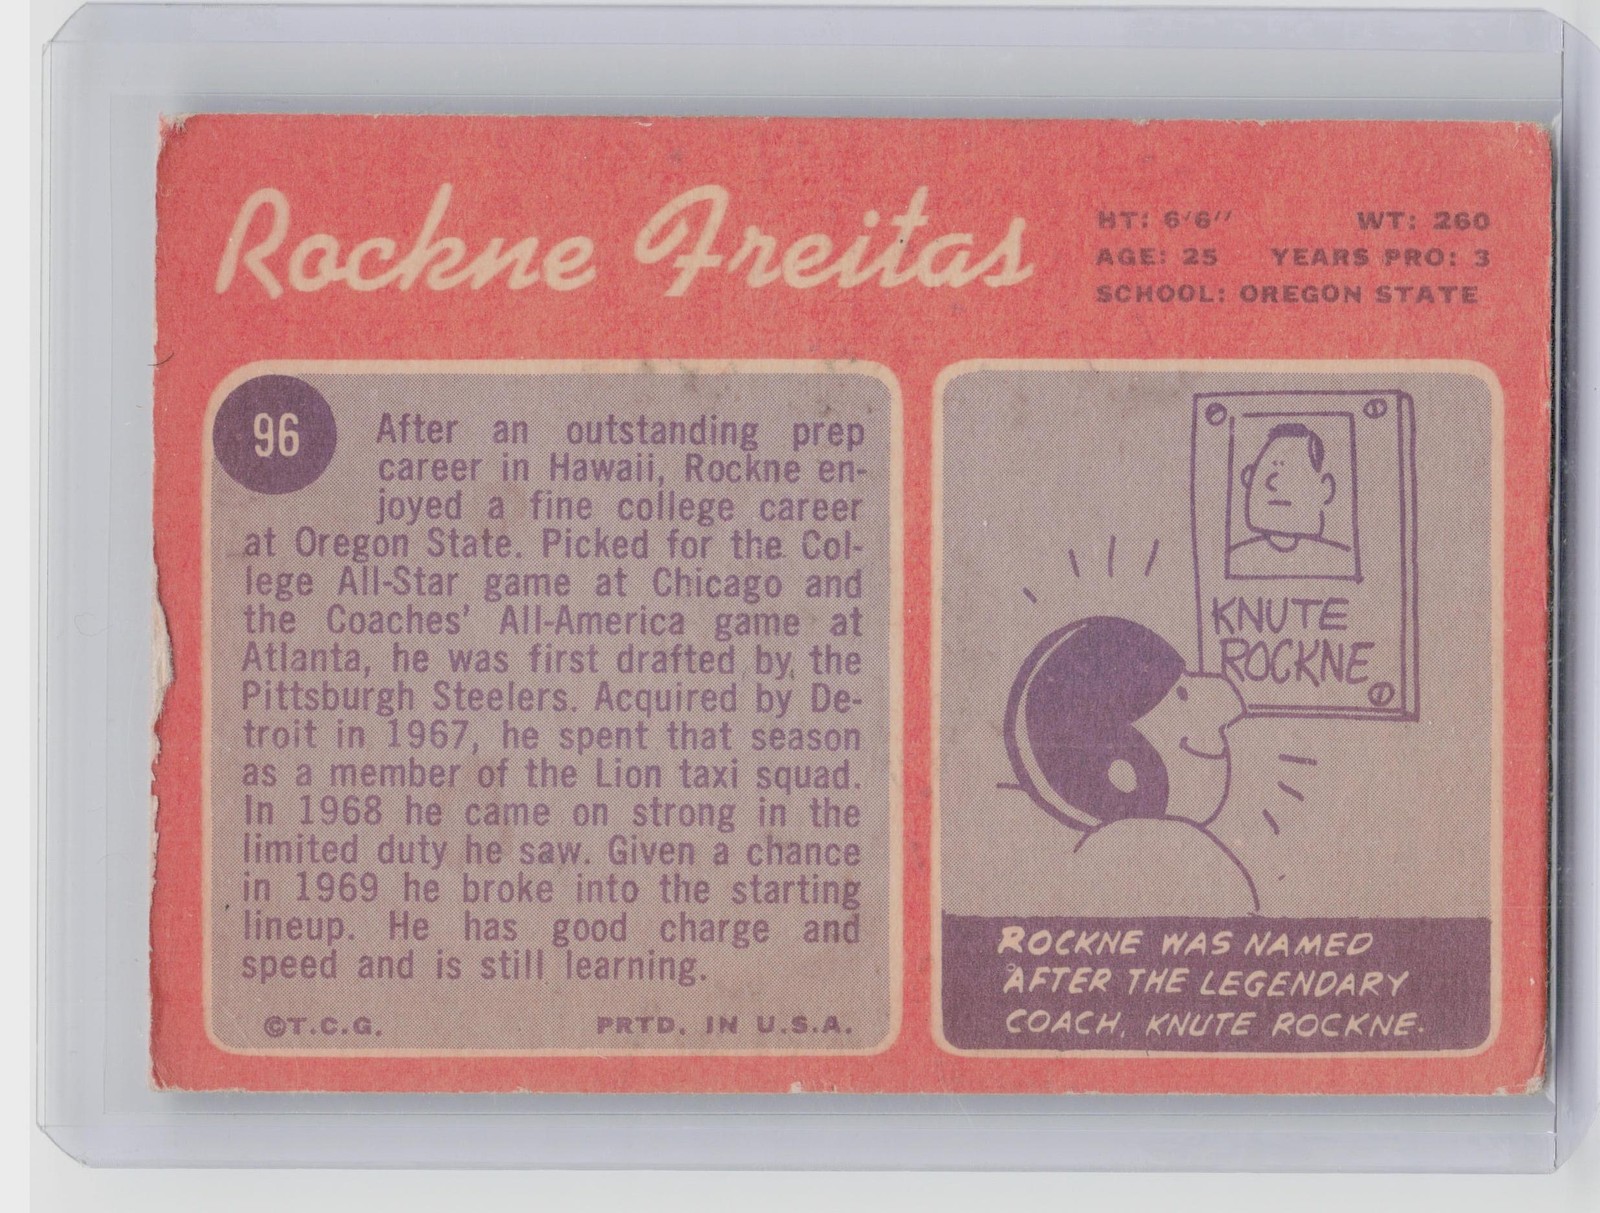 Rockne Freitas
HT: 6'6" WT: 260
AGE: 25 YEARS PRO: 3
SCHOOL: OREGON STATE
96
After an outstanding prep
career in Hawaii, Rockne en-
joyed a fine college career
at Oregon State. Picked for the Col-
lege All-Star game at Chicago and
the Coaches' All-America game at
Atlanta, he was first drafted by the
Pittsburgh Steelers. Acquired by De-
troit in 1967, he spent that season
as a member of the Lion taxi squad.
In 1968 he came on strong in the
limited duty he saw. Given a chance
in 1969 he broke into the starting
lineup. He has good charge and
speed and is still learning.
©T.C.G. PRTD. IN U.S.A.
KNUTE
ROCKNE
ROCKNE WAS NAMED
AFTER THE LEGENDARY
COACH, KNUTE ROCKNE.